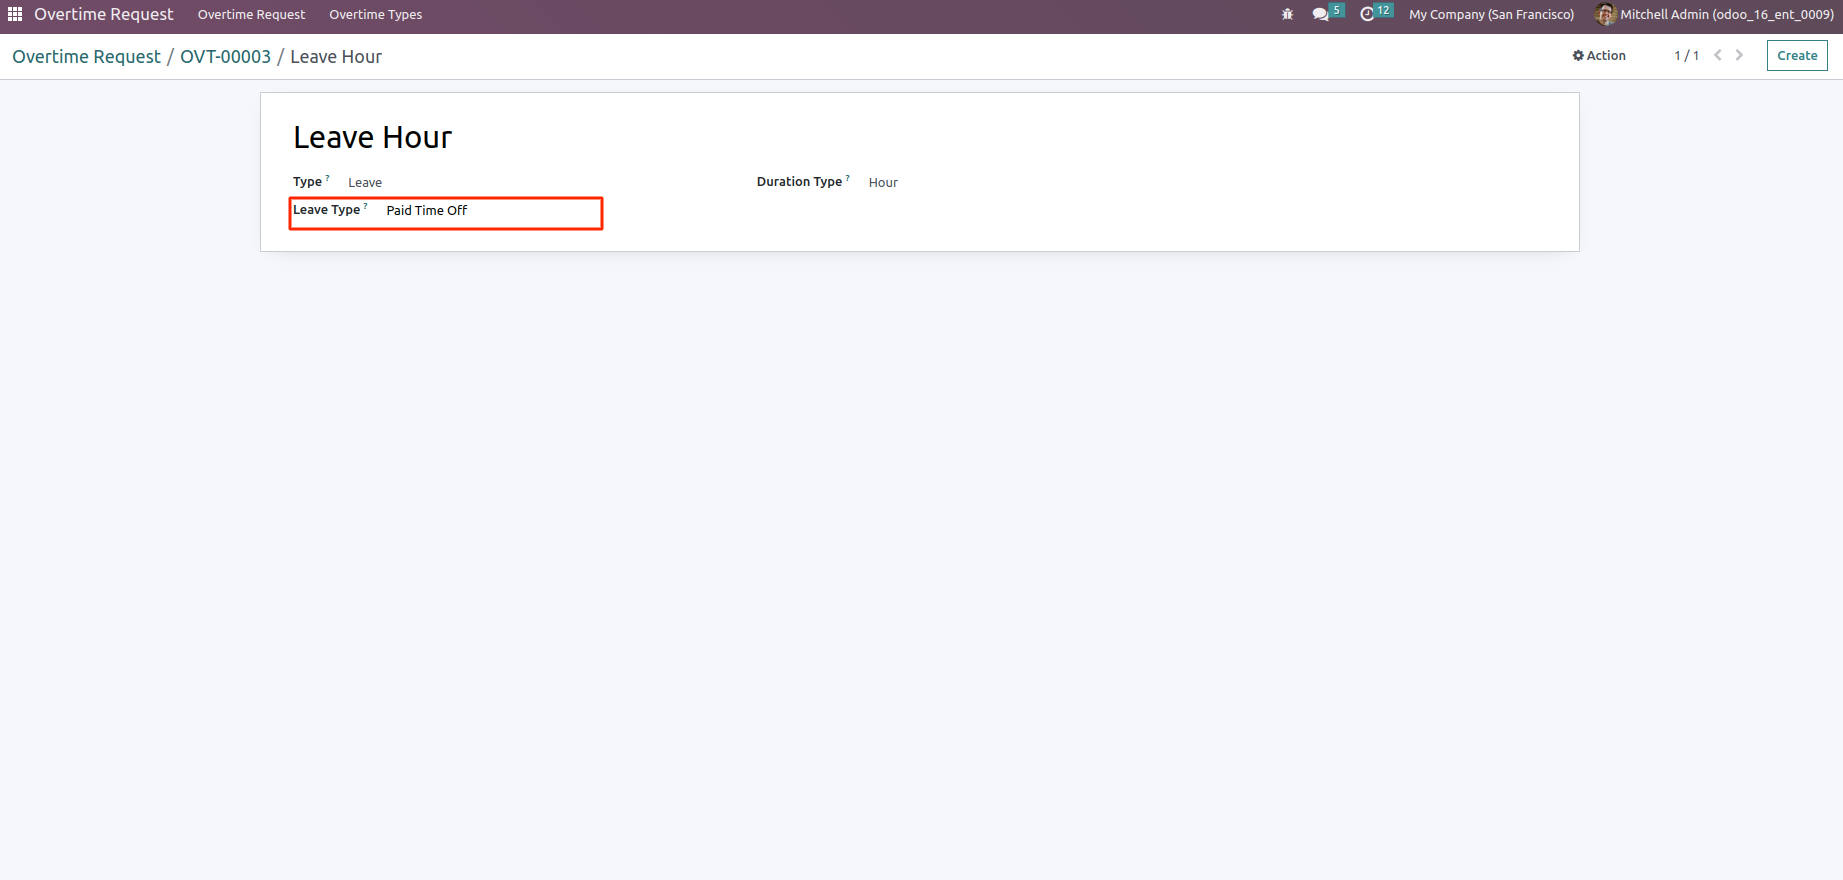 Overtime Request Overtime Request Overtime Types 5 12 My Company (San Francisco) Mitchell Admin (odoo_16_ent_0009)
Overtime Request / OVT-00003 / Leave Hour Action 1 / 1 Create
Leave Hour
Type ? Leave Duration Type ? Hour
Leave Type ? Paid Time Off